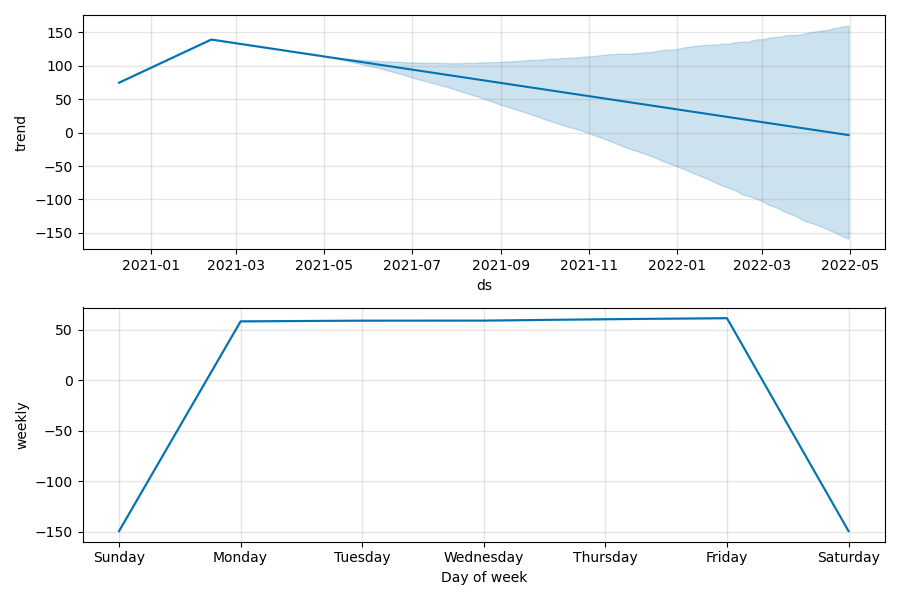 150
100
50
0
−50
−100
−150
trend
2021-01 2021-03 2021-05 2021-07 2021-09 2021-11 2022-01 2022-03 2022-05
ds
50
0
−50
−100
−150
weekly
Sunday Monday Tuesday Wednesday Thursday Friday Saturday
Day of week